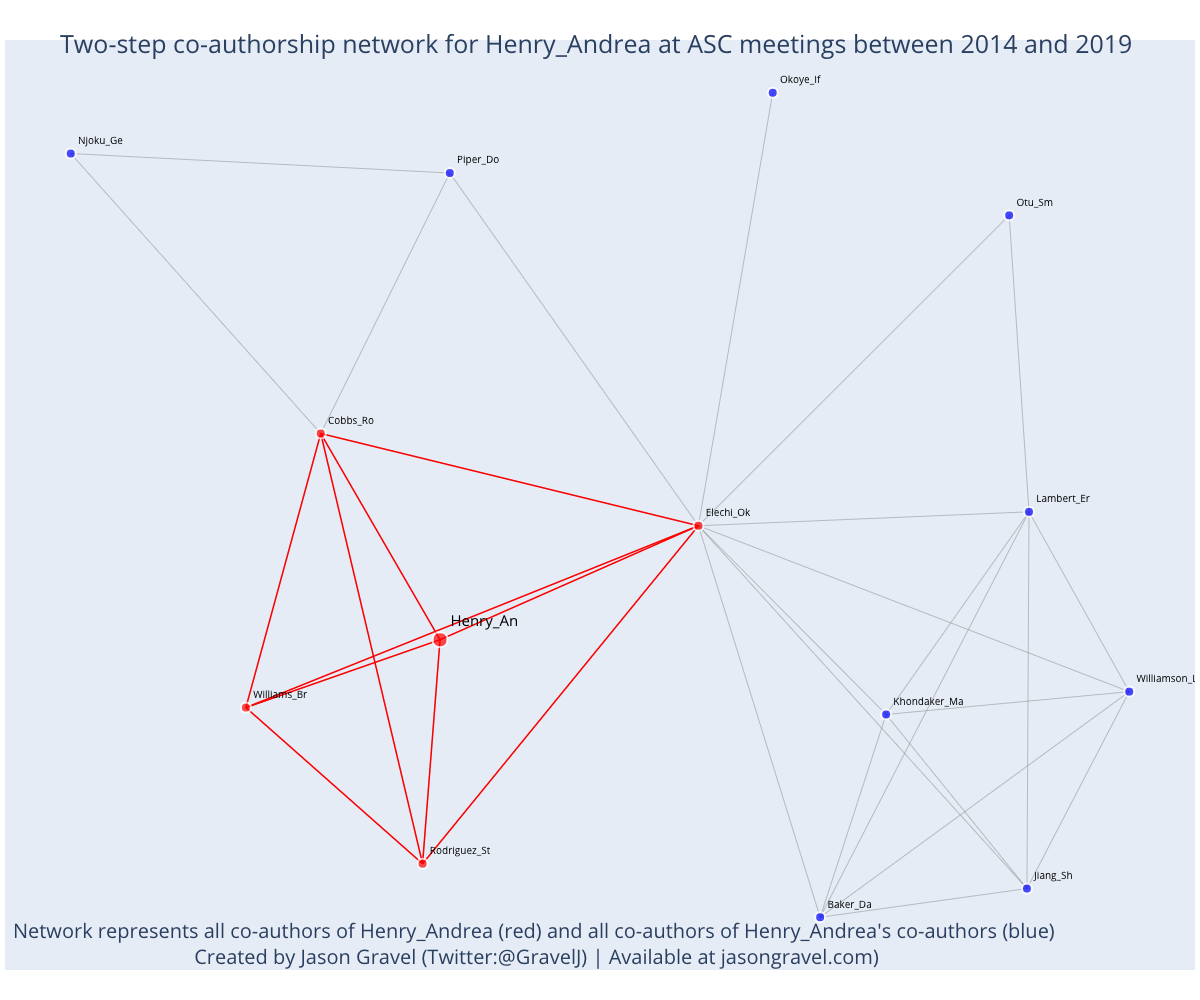 Two-step co-authorship network for Henry_Andrea at ASC meetings between 2014 and 2019
Okoye_If
Njoku_Ge
Piper_Do
Otu_Sm
Cobbs_Ro
Lambert_Er
Elechi_Ok
Henry_An
Williamson_L
Williams_Br
Khondaker_Ma
Rodriguez_St
Jiang_Sh
Baker_Da
Network represents all co-authors of Henry_Andrea (red) and all co-authors of Henry_Andrea's co-authors (blue)
Created by Jason Gravel (Twitter:@GravelJ) | Available at jasongravel.com)